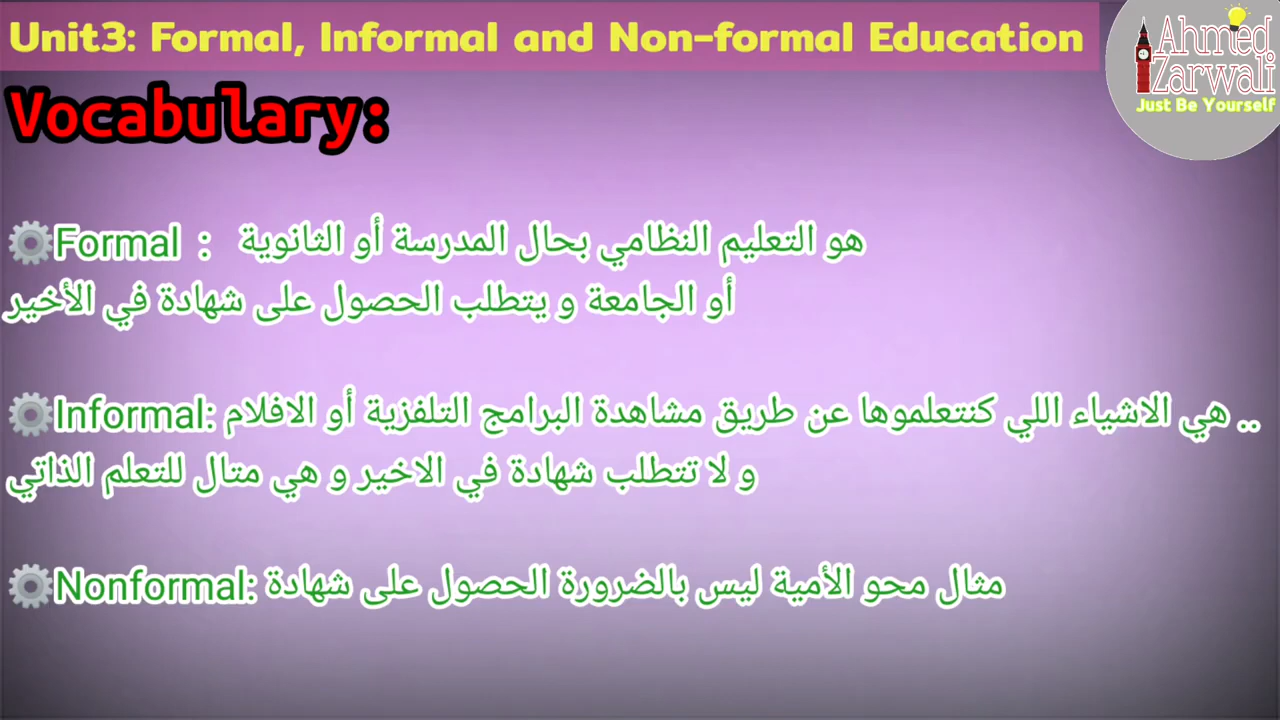 Unit3: Formal, Informal and Non-formal Education
Ahmed
Zarwali
Just Be Yourself
Vocabulary:
Formal : هو التعليم النظامي بحال المدرسة أو الثانوية
أو الجامعة و يتطلب الحصول على شهادة في الأخير
Informal: هي الاشياء اللي كنتعلموها عن طريق مشاهدة البرامج التلفزية أو الافلام ..
و لا تتطلب شهادة في الاخير و هي متال للتعلم الذاتي
Nonformal: مثال محو الأمية ليس بالضرورة الحصول على شهادة